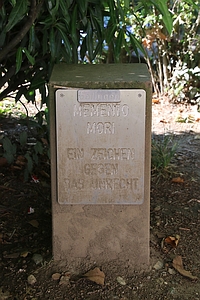 MEMENTO
MORI
EIN ZEICHEN
GEGEN
DAS UNRECHT